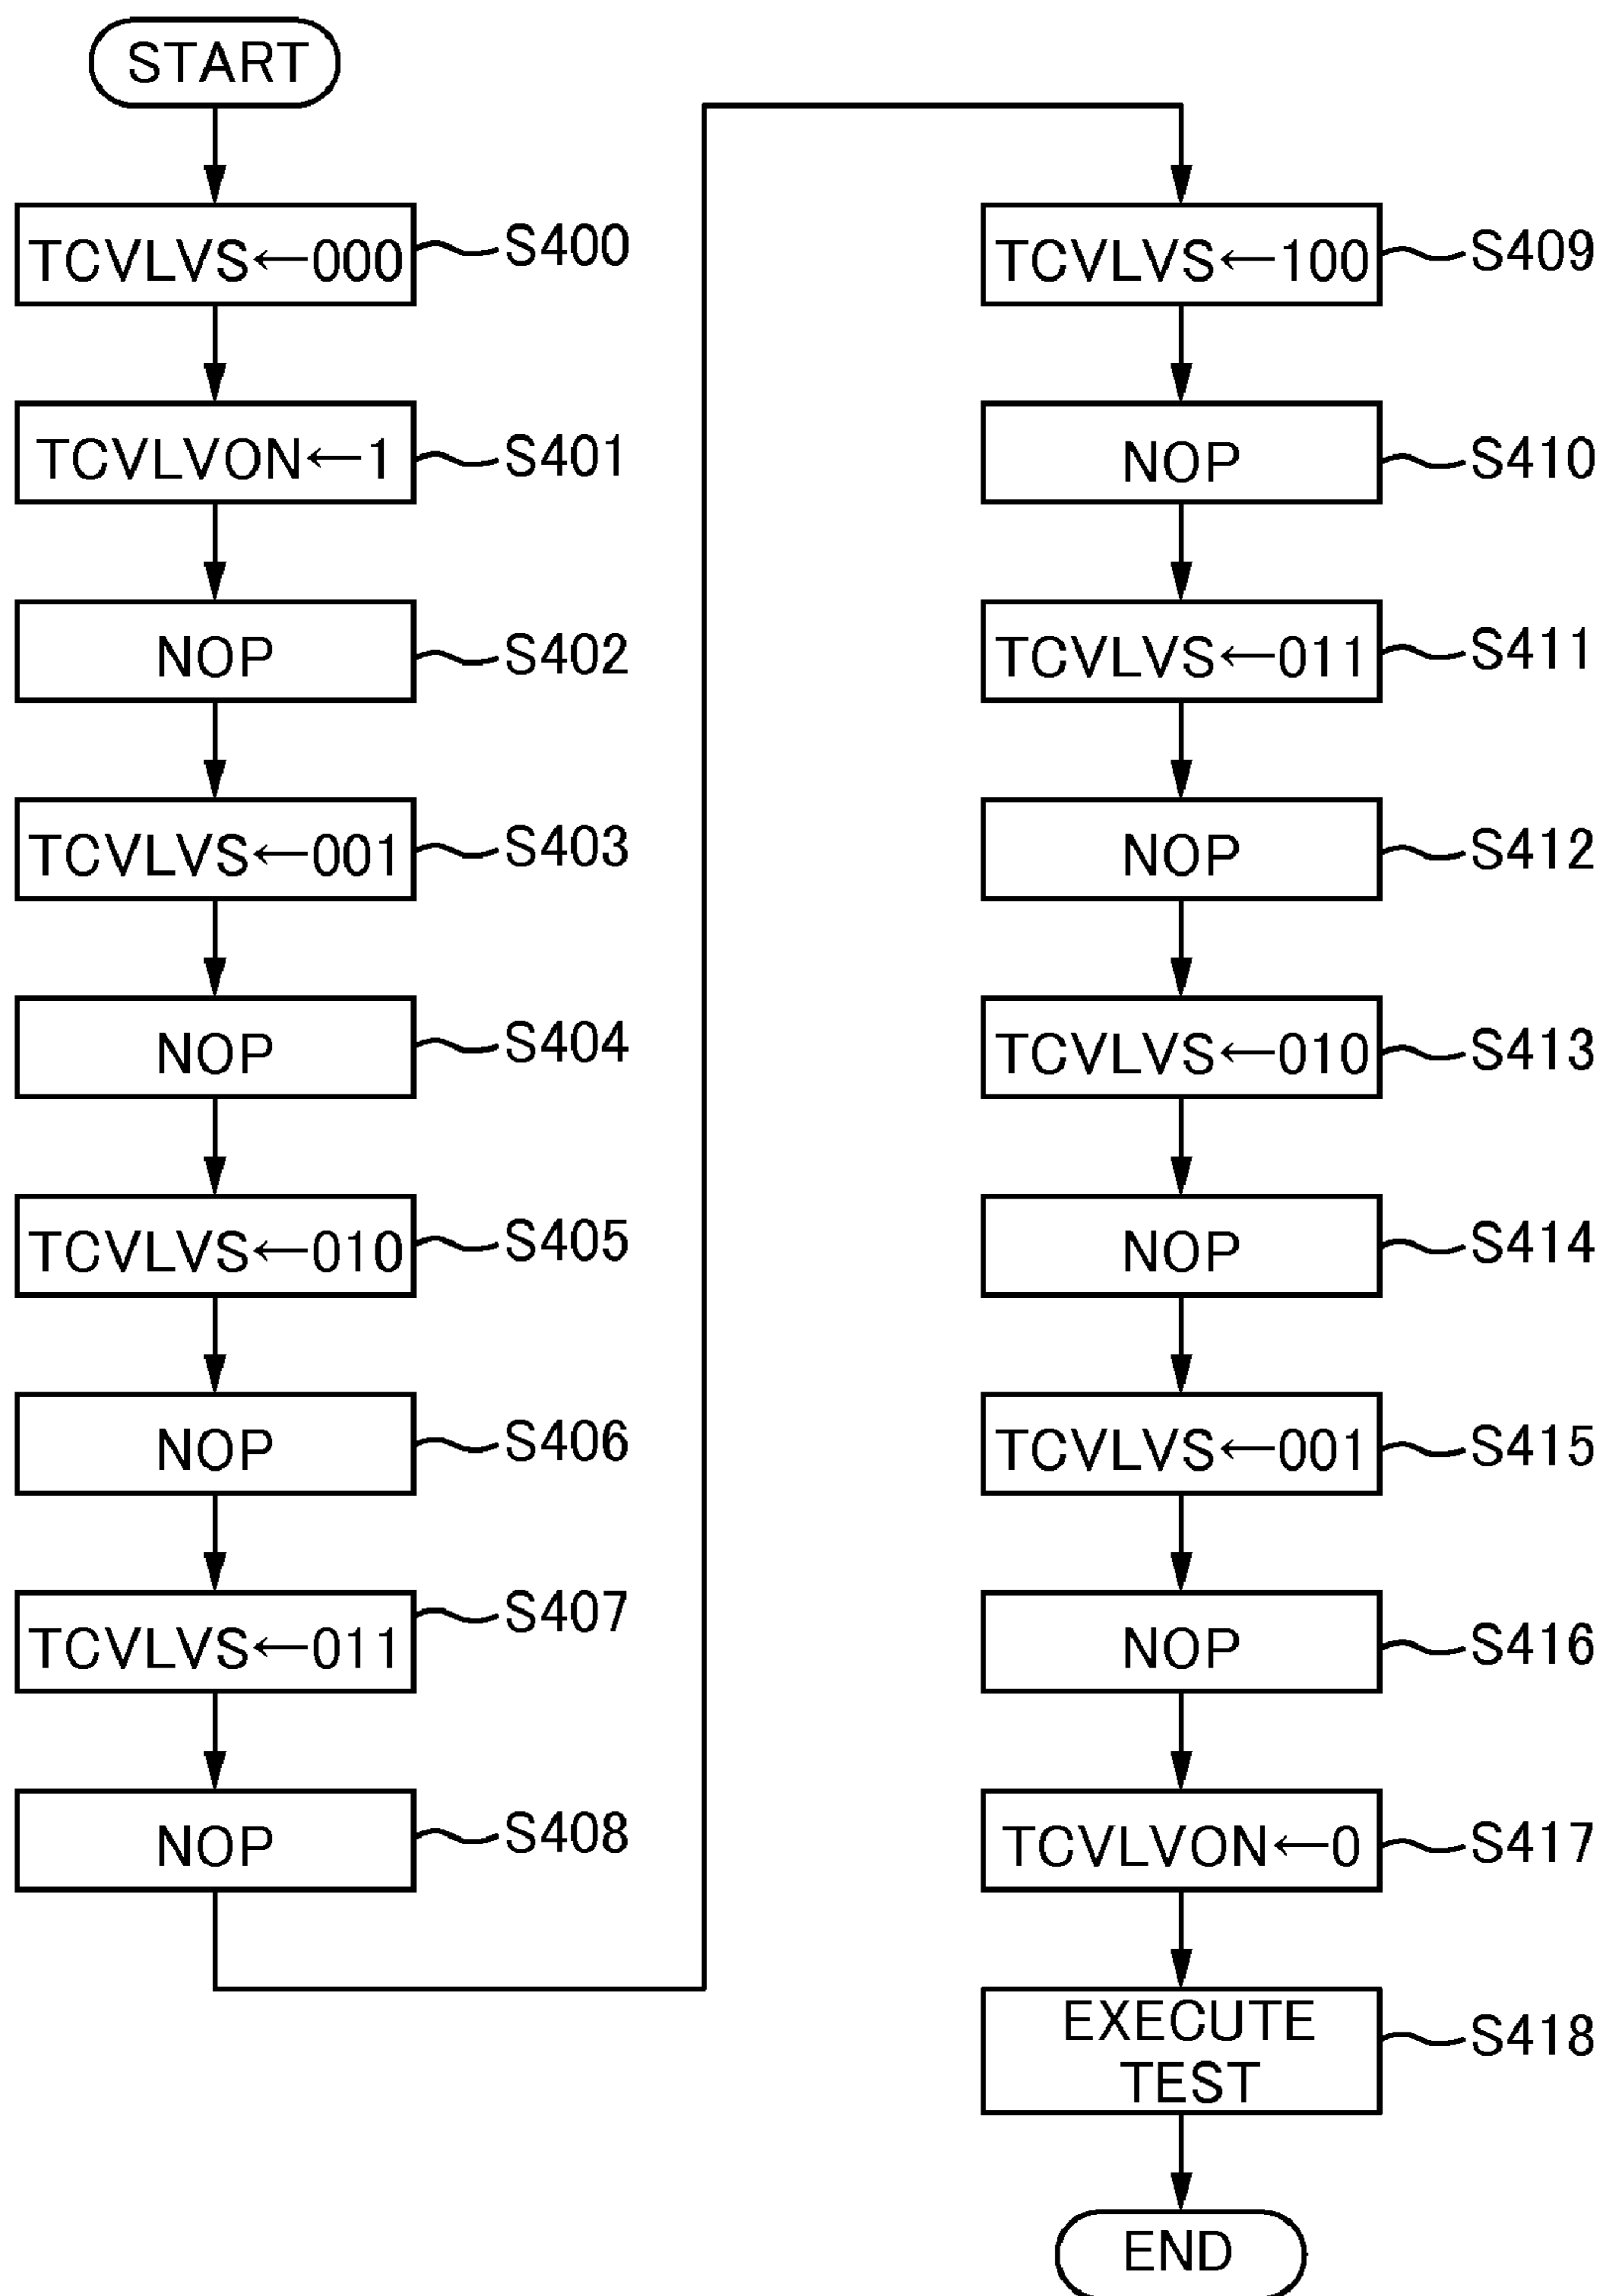 START
TCVLVS←000 S400
TCVLVON←1 S401
NOP S402
TCVLVS←001 S403
NOP S404
TCVLVS←010 S405
NOP S406
TCVLVS←011 S407
NOP S408
TCVLVS←100 S409
NOP S410
TCVLVS←011 S411
NOP S412
TCVLVS←010 S413
NOP S414
TCVLVS←001 S415
NOP S416
TCVLVON←0 S417
EXECUTE
TEST S418
END